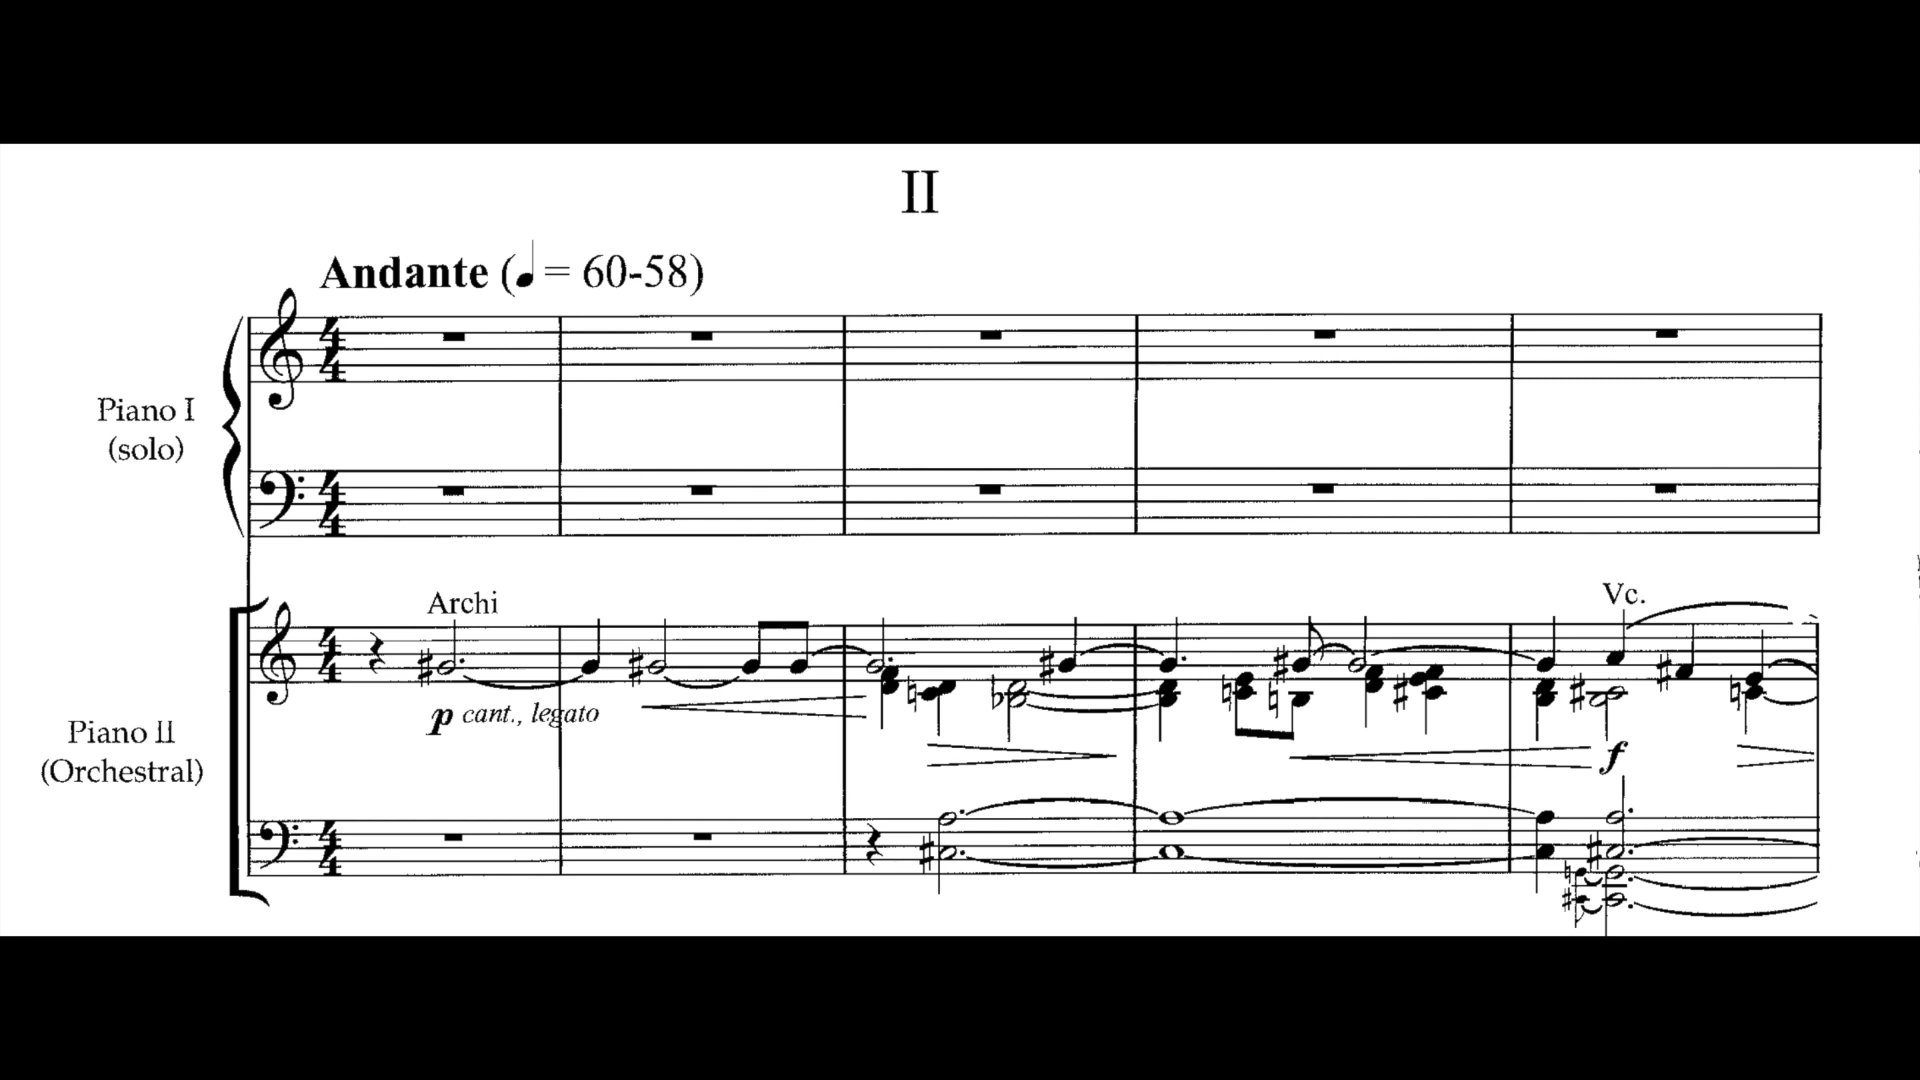 II
Andante (♩ = 60-58)
Piano I
(solo)
Archi
Vc.
p cant., legato
Piano II
(Orchestral)
f